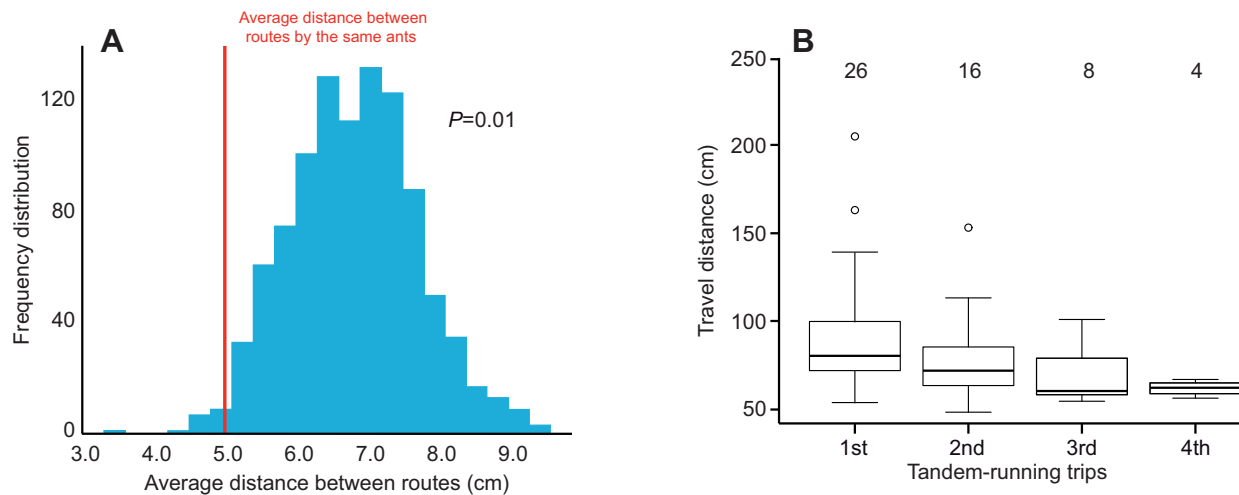 A
Average distance between
routes by the same ants
P=0.01
Frequency distribution
120
80
40
0
3.0 4.0 5.0 6.0 7.0 8.0 9.0
Average distance between routes (cm)
B
26 16 8 4
Travel distance (cm)
250
200
150
100
50
1st 2nd 3rd 4th
Tandem-running trips